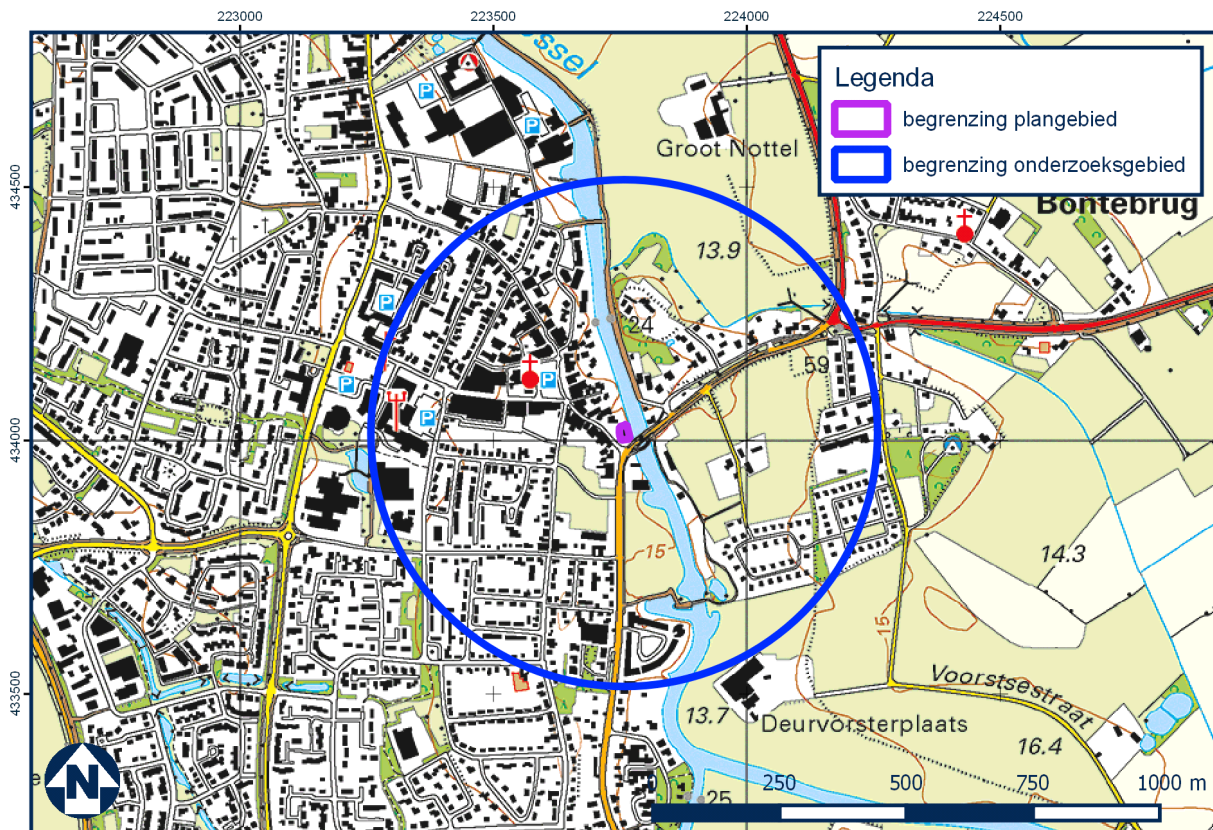 223000
223500
224000
224500
Legenda
begrenzing plangebied
begrenzing onderzoeksgebied
P
P
Groot Nottel
434500
Bontebrug
13.9
P
24
59
P
P
P
434000
15
14.3
15
433500
Voorstsestraat
13.7
Deurvorsterplaats
16.4
N
e
25
250
500
750
1000 m